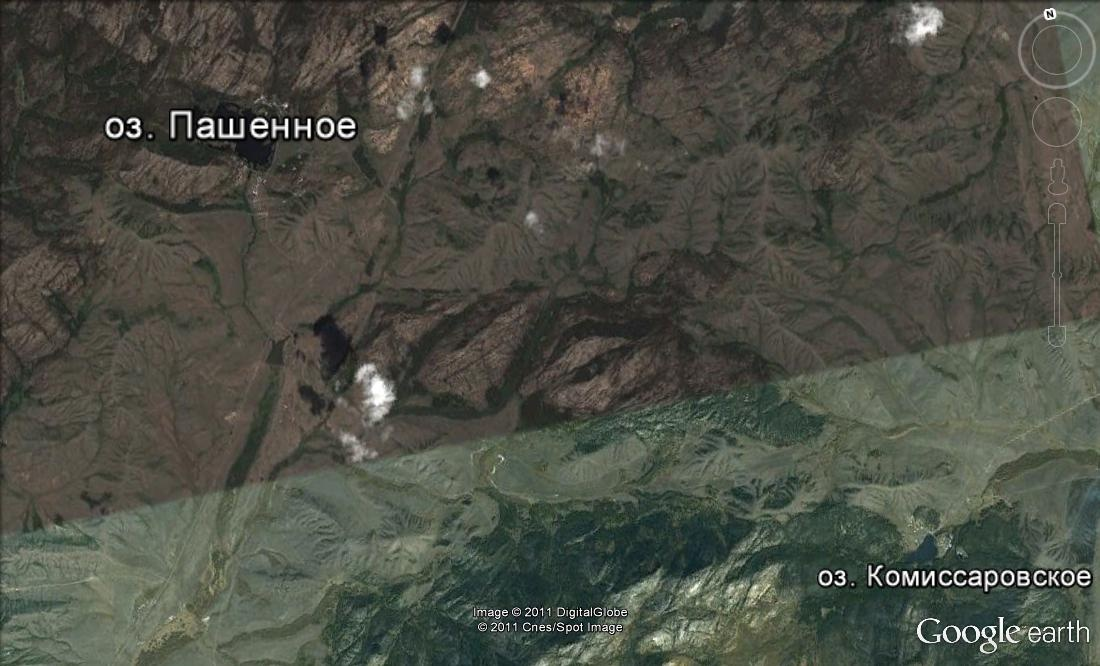 N
оз. Пашенное
оз. Комиссаровское
Image © 2011 DigitalGlobe
© 2011 Cnes/Spot Image
Google earth